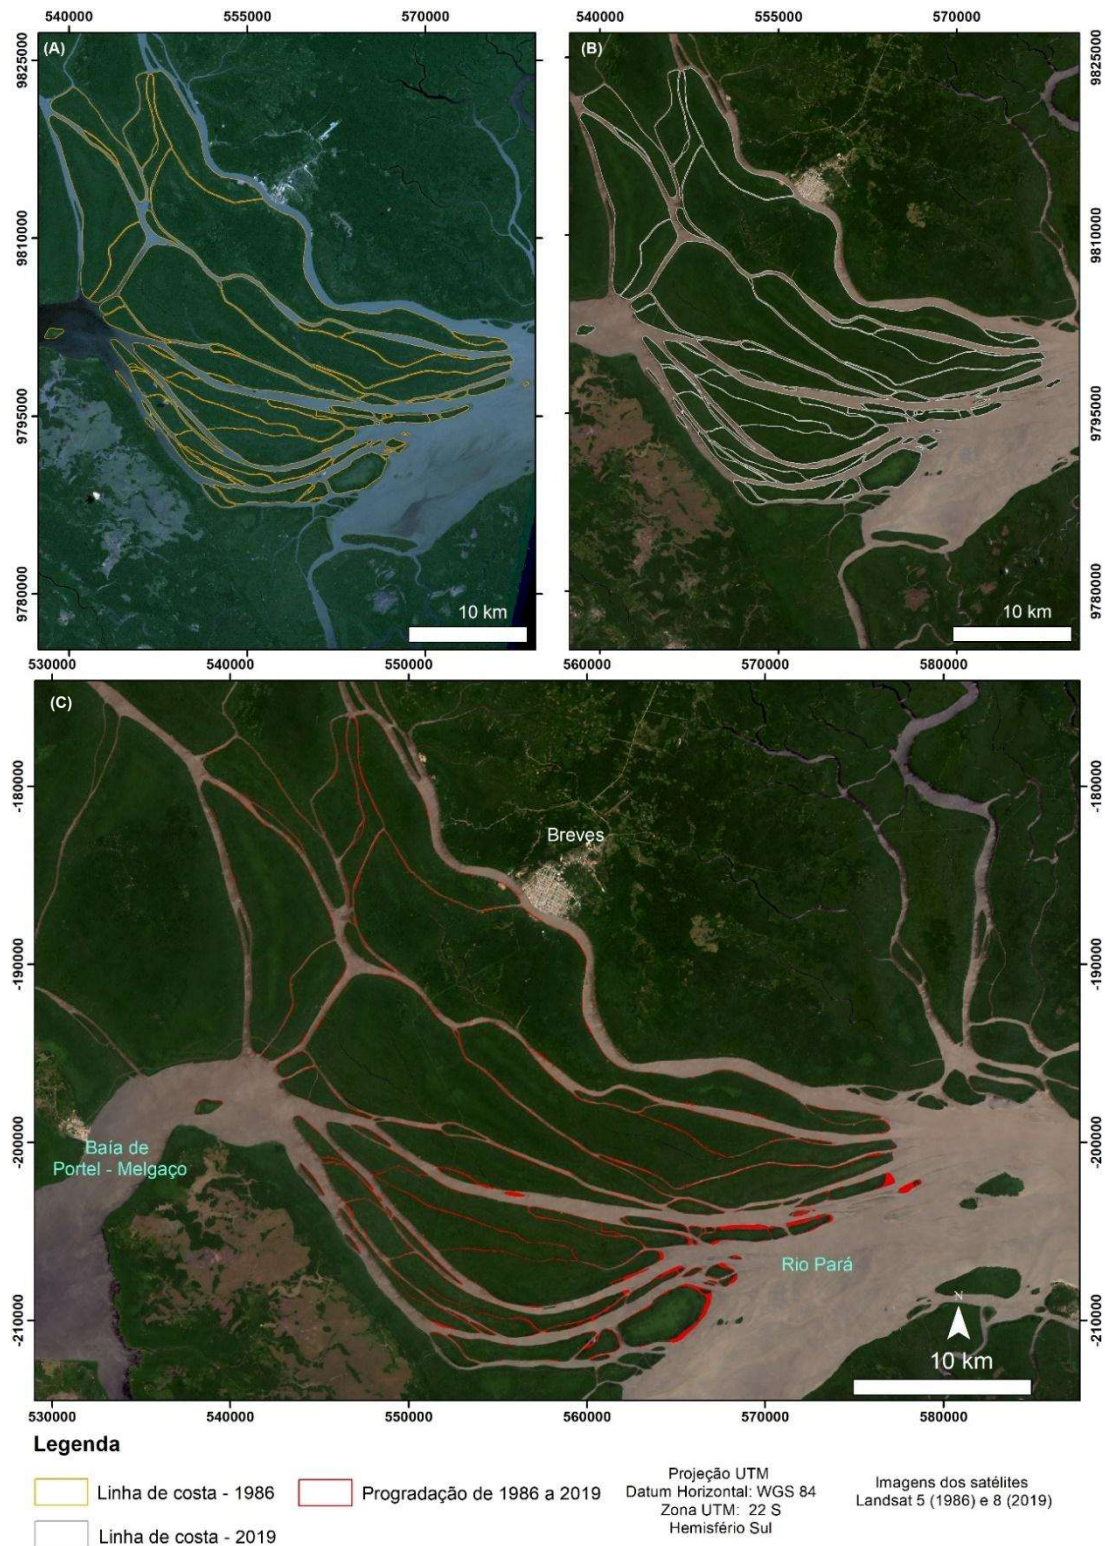 540000 555000 570000
540000 555000 570000
(A)
(B)
9825000
9810000
9795000
9780000
9825000
9810000
9795000
9780000
10 km
10 km
530000 540000 550000
560000 570000 580000
(C)
-180000
-190000
-200000
-210000
-180000
-190000
-200000
-210000
Breves
Baía de
Portel - Melgaço
Rio Pará
N
10 km
530000 540000 550000 560000 570000 580000
Legenda
Linha de costa - 1986
Progradação de 1986 a 2019
Linha de costa - 2019
Projeção UTM
Datum Horizontal: WGS 84
Zona UTM: 22 S
Hemisfério Sul
Imagens dos satélites
Landsat 5 (1986) e 8 (2019)